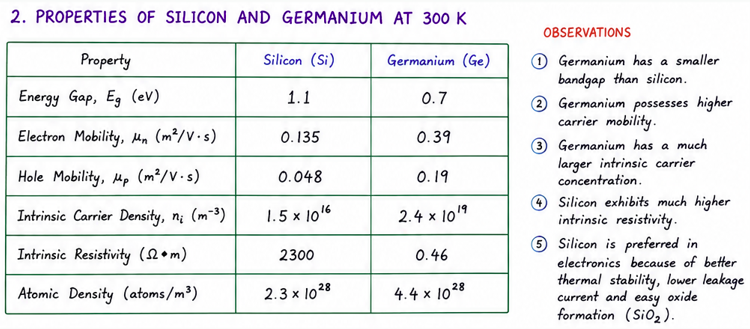 2. PROPERTIES OF SILICON AND GERMANIUM AT 300 K
Property Silicon (Si) Germanium (Ge)
Energy Gap, E₉ (eV) 1.1 0.7
Electron Mobility, μₙ (m²/V·s) 0.135 0.39
Hole Mobility, μₚ (m²/V·s) 0.048 0.19
Intrinsic Carrier Density, nᵢ (m⁻³) 1.5 × 10¹⁶ 2.4 × 10¹⁹
Intrinsic Resistivity (Ω•m) 2300 0.46
Atomic Density (atoms/m³) 2.3 × 10²⁸ 4.4 × 10²⁸
OBSERVATIONS
① Germanium has a smaller
bandgap than silicon.
② Germanium possesses higher
carrier mobility.
③ Germanium has a much
larger intrinsic carrier
concentration.
④ Silicon exhibits much higher
intrinsic resistivity.
⑤ Silicon is preferred in
electronics because of better
thermal stability, lower leakage
current and easy oxide
formation (SiO₂).